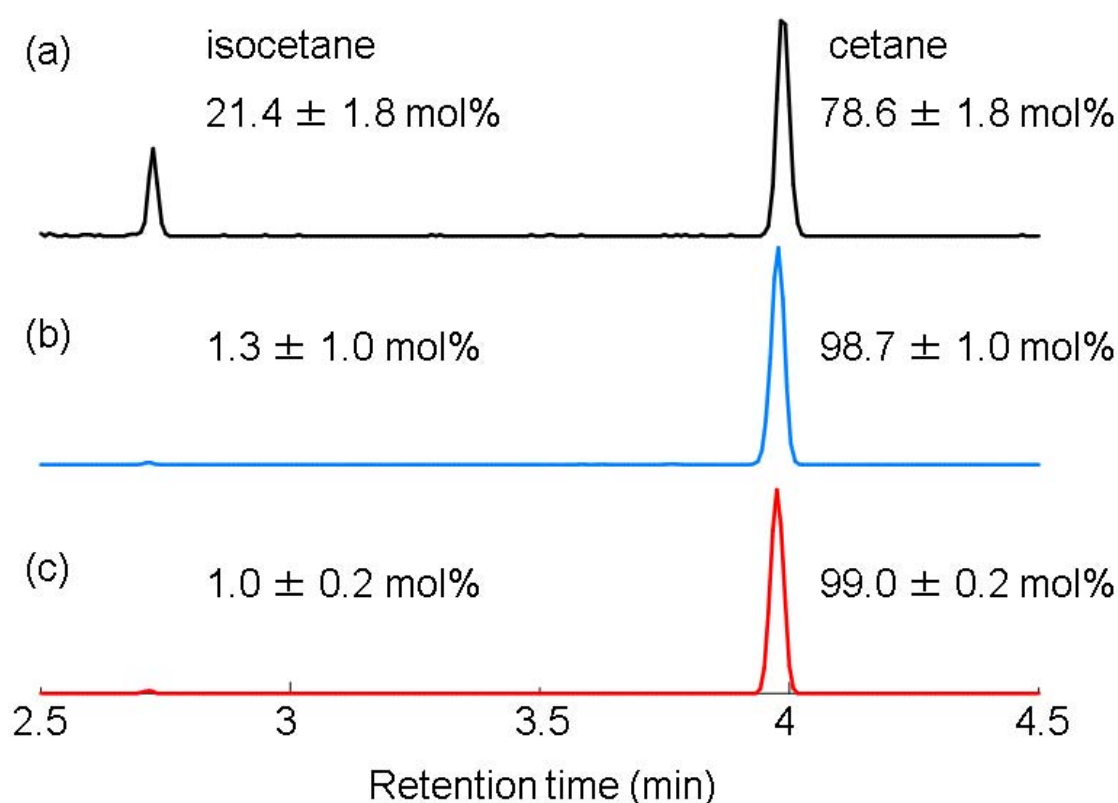 (a) isocetane cetane
21.4 ± 1.8 mol% 78.6 ± 1.8 mol%
(b) 1.3 ± 1.0 mol% 98.7 ± 1.0 mol%
(c) 1.0 ± 0.2 mol% 99.0 ± 0.2 mol%
2.5 3 3.5 4 4.5
Retention time (min)